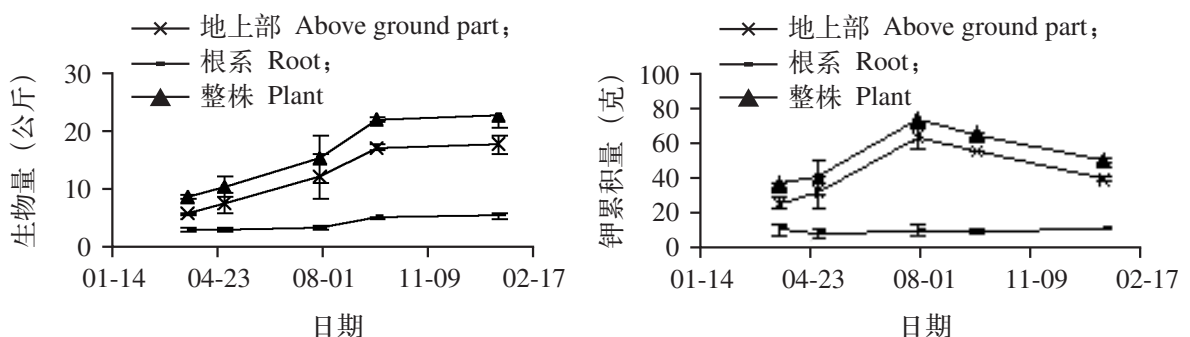 地上部 Above ground part；
根系 Root；
整株 Plant
生物量（公斤）
30
20
10
0
01-14 04-23 08-01 11-09 02-17
日期
地上部 Above ground part；
根系 Root；
整株 Plant
钾累积量（克）
100
80
60
40
20
0
01-14 04-23 08-01 11-09 02-17
日期